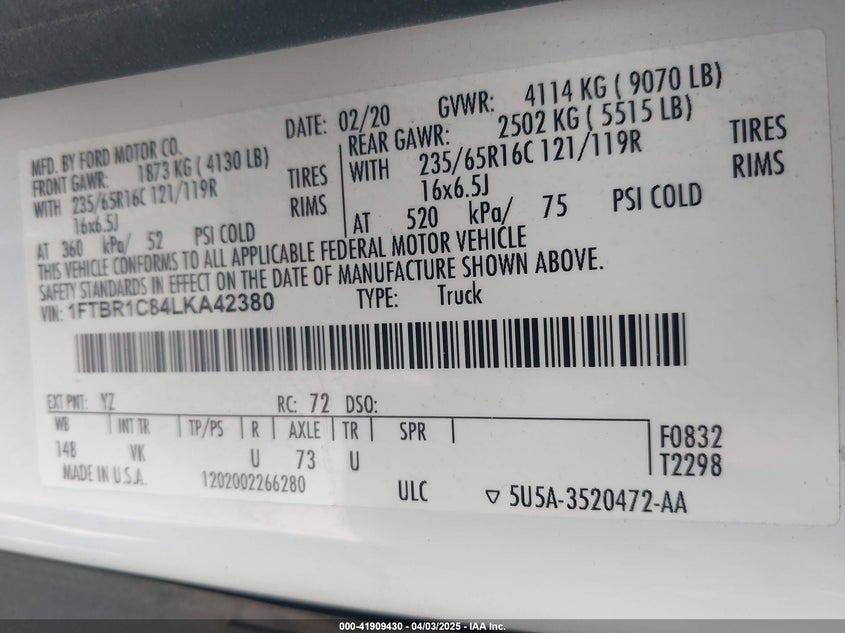 MFD. BY FORD MOTOR CO. DATE: 02/20 GVWR: 4114 KG ( 9070 LB)
FRONT GAWR: 1873 KG ( 4130 LB) REAR GAWR: 2502 KG ( 5515 LB)
WITH 235/65R16C 121/119R TIRES WITH 235/65R16C 121/119R TIRES
16x6.5J RIMS 16x6.5J RIMS
AT 360 kPa/ 52 PSI COLD AT 520 kPa/ 75 PSI COLD
THIS VEHICLE CONFORMS TO ALL APPLICABLE FEDERAL MOTOR VEHICLE
SAFETY STANDARDS IN EFFECT ON THE DATE OF MANUFACTURE SHOWN ABOVE.
VIN: 1FTBR1C84LKA42380 TYPE: Truck
EXT PNT: YZ RC: 72 DSO:
WB INT TR TP/PS R AXLE TR SPR F0832
148 VK U 73 U T2298
MADE IN U.S.A. 1202002266280 ULC ▽ 5U5A-3520472-AA
000-41909430 - 04/03/2025 - IAA Inc.